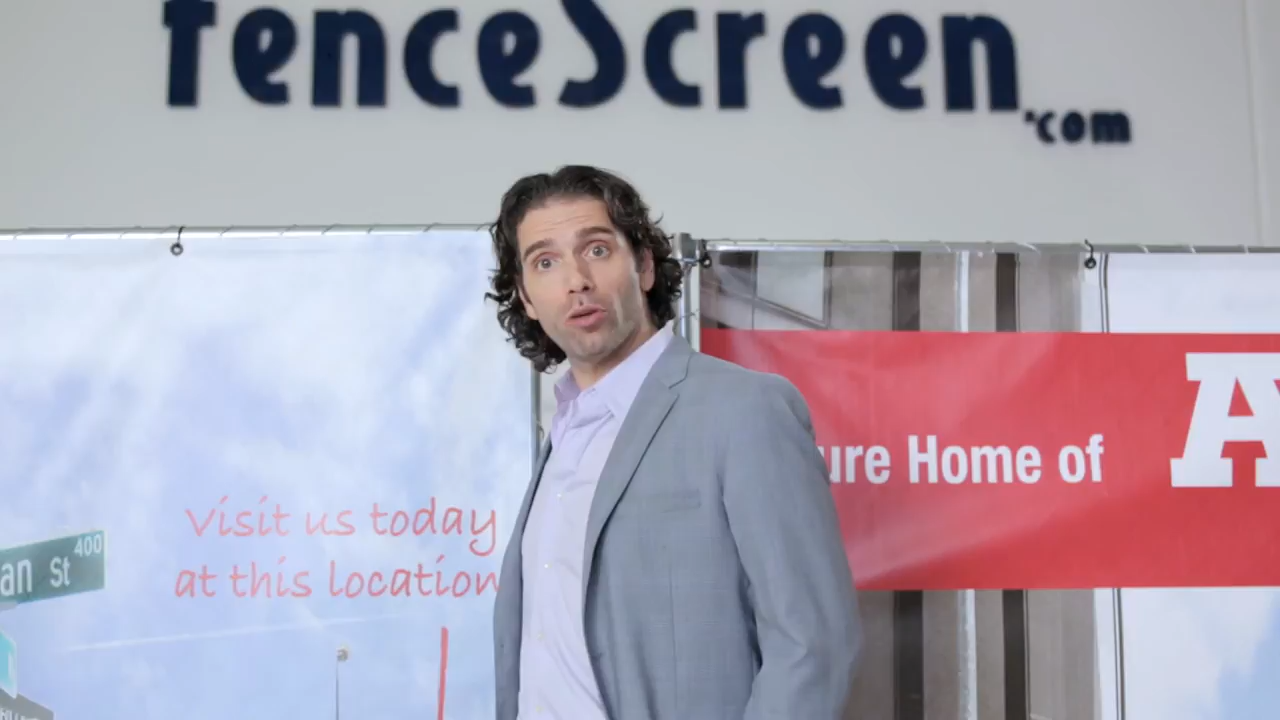 fenceScreen
.com
visit us today
at this location
an St 400
ure Home of A